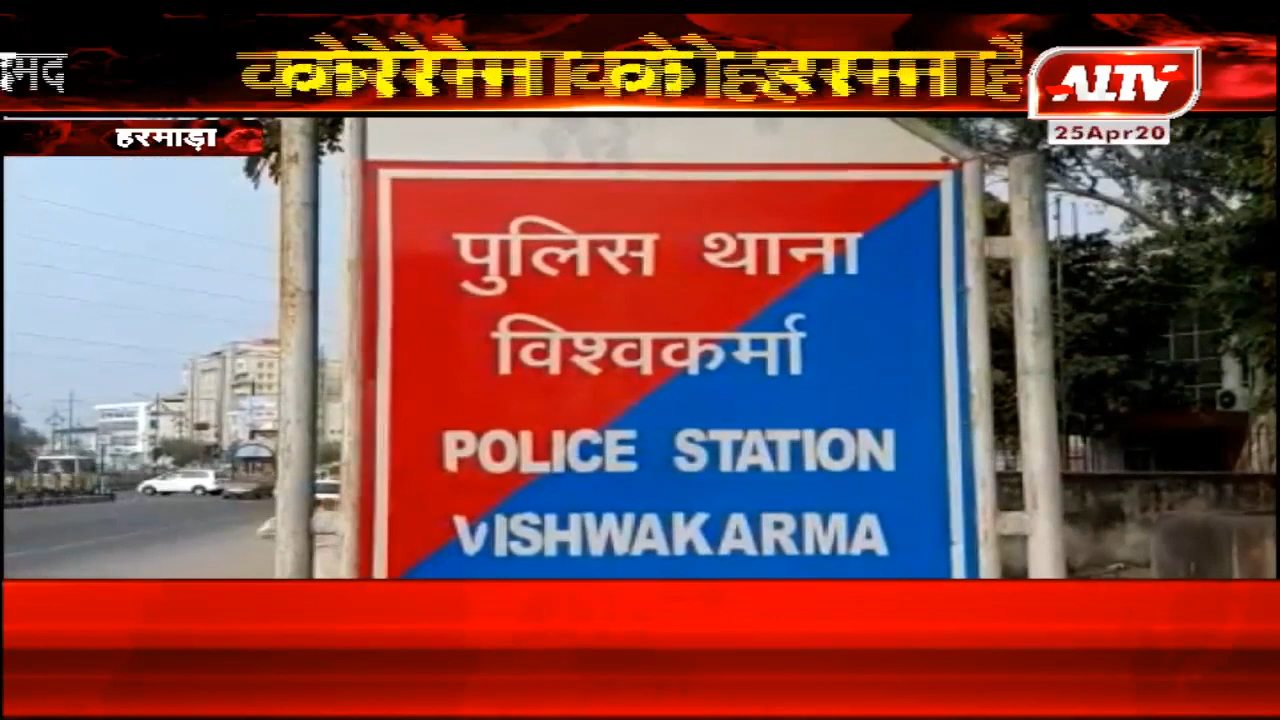 ALTV
25Apr20
हरमाड़ा
पुलिस थाना
विश्वकर्मा
POLICE STATION
VISHWAKARMA